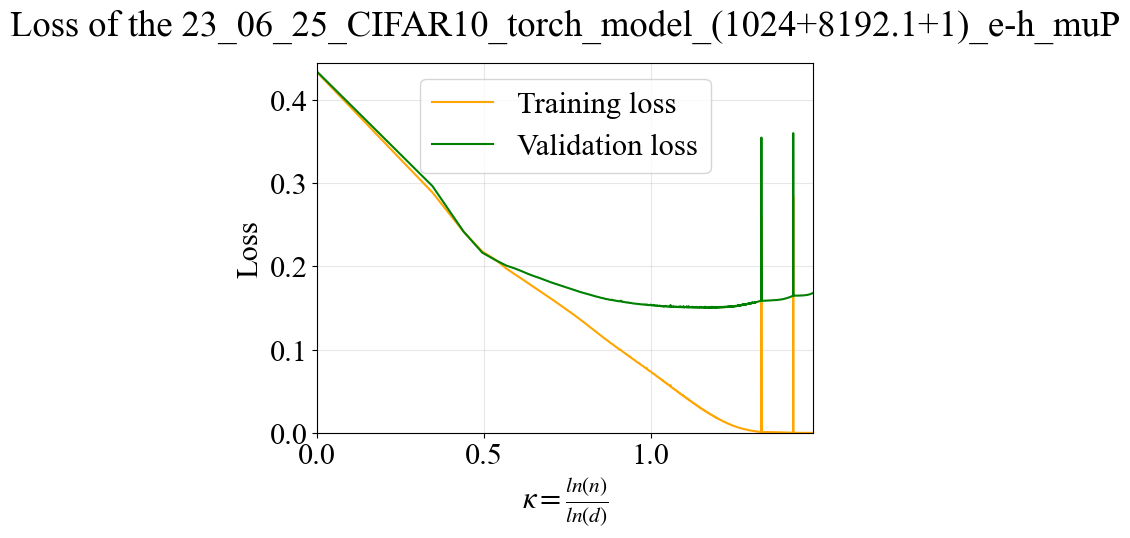 Loss of the 23_06_25_CIFAR10_torch_model_(1024+8192.1+1)_e-h_muP
Training loss
Validation loss
Loss
0.4
0.3
0.2
0.1
0.0
0.0 0.5 1.0
κ = ln(n) / ln(d)